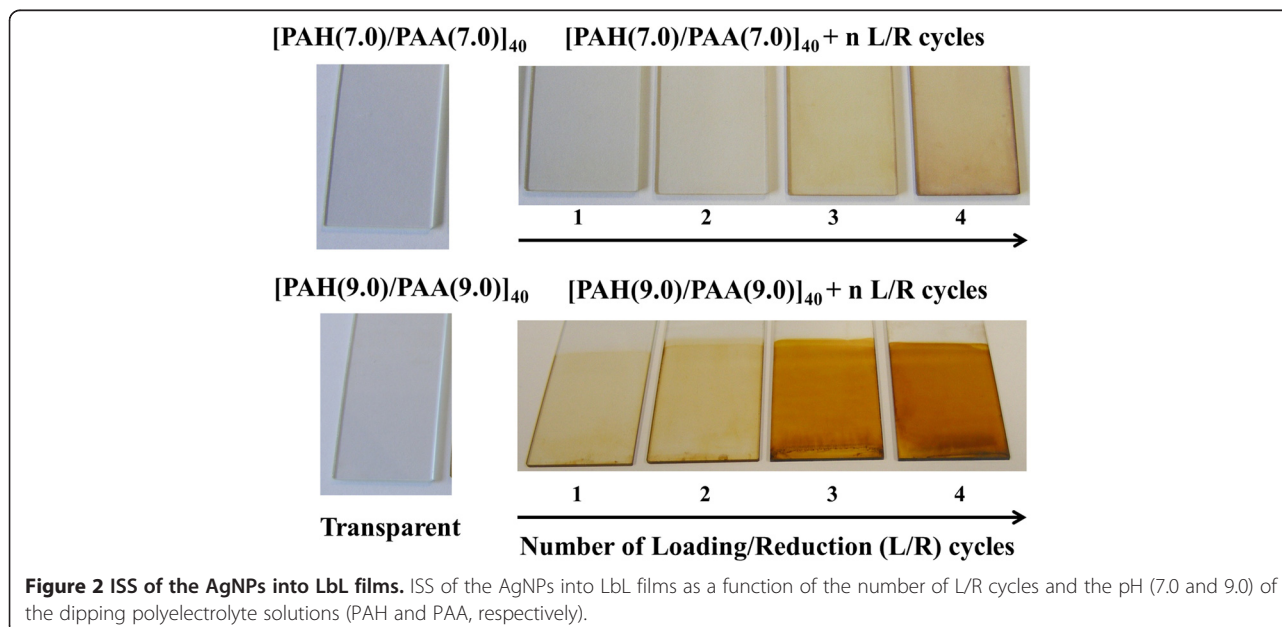 [PAH(7.0)/PAA(7.0)]₄₀ [PAH(7.0)/PAA(7.0)]₄₀ + n L/R cycles
1 2 3 4
[PAH(9.0)/PAA(9.0)]₄₀ [PAH(9.0)/PAA(9.0)]₄₀ + n L/R cycles
1 2 3 4
Transparent
Number of Loading/Reduction (L/R) cycles
Figure 2 ISS of the AgNPs into LbL films. ISS of the AgNPs into LbL films as a function of the number of L/R cycles and the pH (7.0 and 9.0) of
the dipping polyelectrolyte solutions (PAH and PAA, respectively).